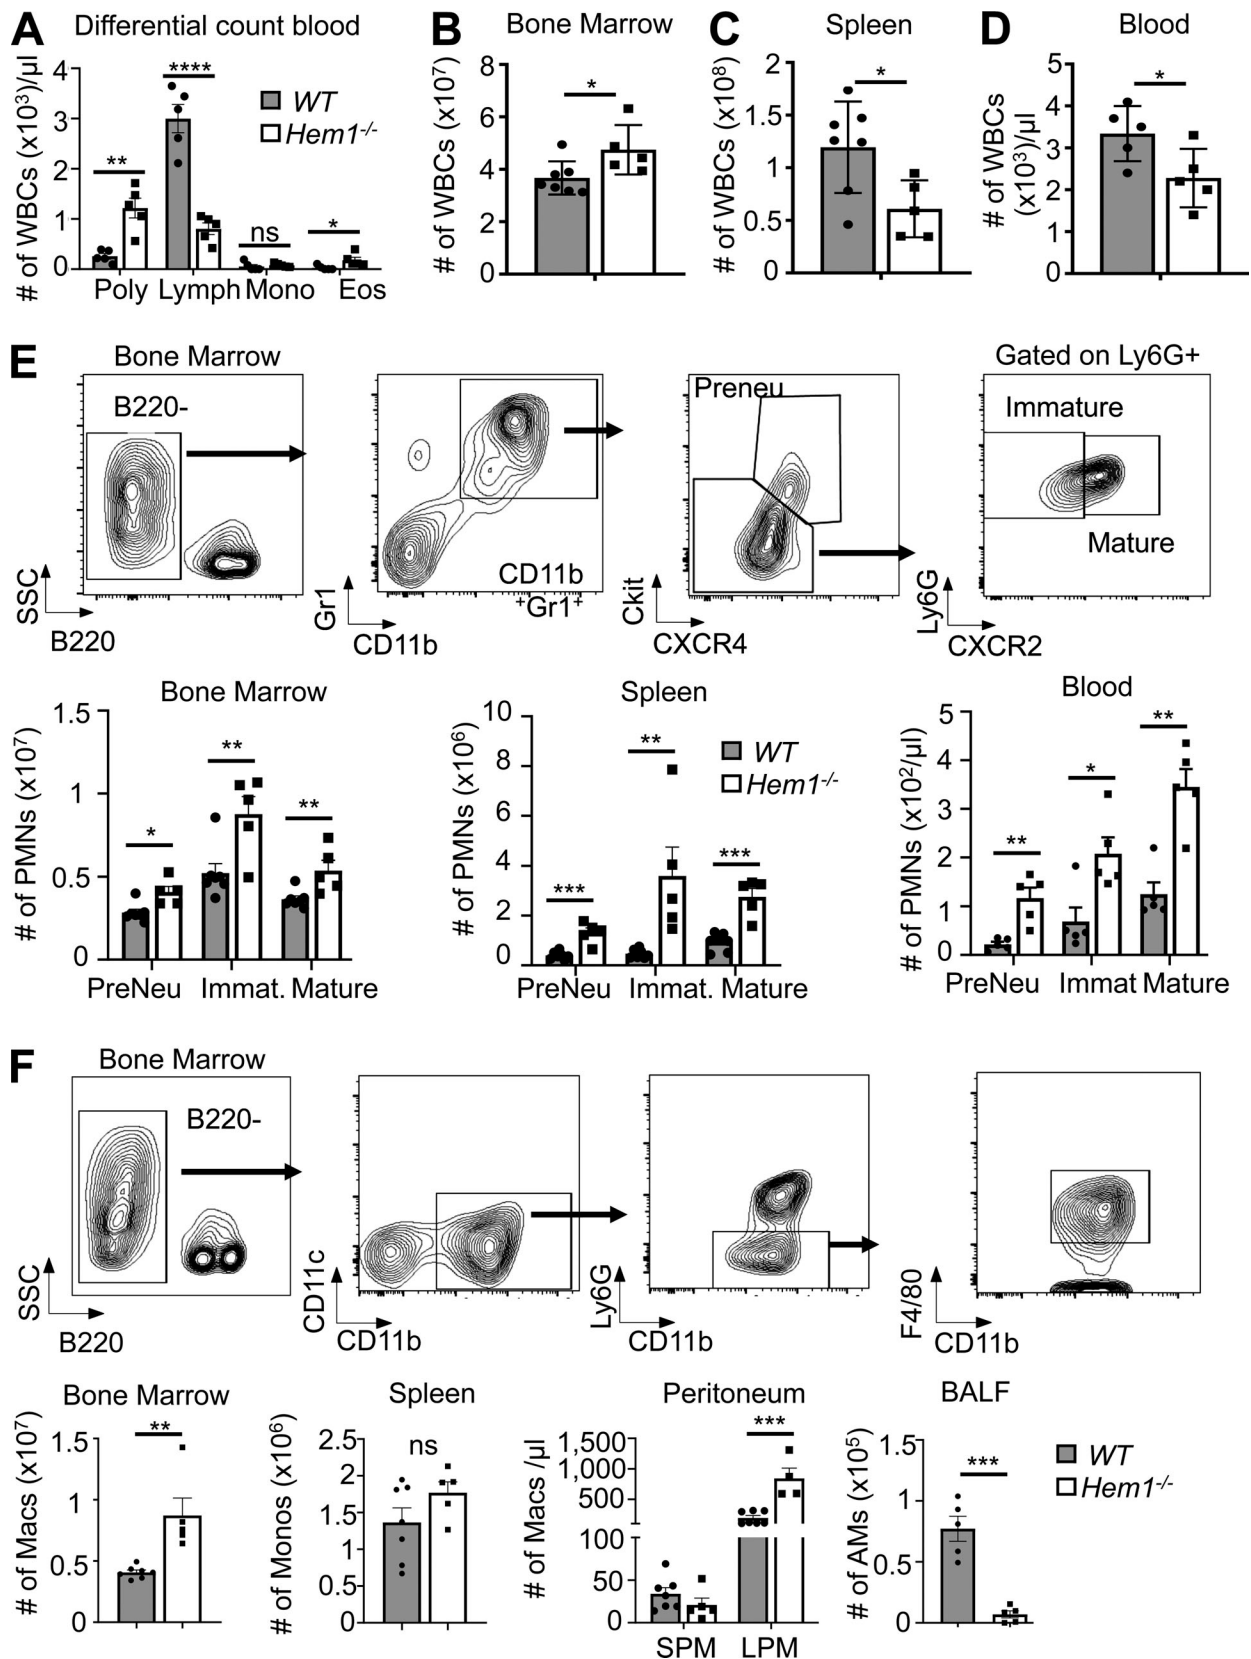 A Differential count blood
# of WBCs (x10³)/µl
4
3
2
1
0
**
****
ns
*
WT
Hem1⁻/⁻
Poly Lymph Mono Eos
B Bone Marrow
# of WBCs (x10⁷)
8
6
4
2
0
*
C Spleen
# of WBCs (x10⁸)
2
1.5
1
0.5
0
*
D Blood
# of WBCs
(x10³)/µl
5
4
3
2
1
0
*
E Bone Marrow
B220-
SSC
B220
Gr1
CD11b
CD11b
⁺Gr1⁺
Preneu
Ckit
CXCR4
Gated on Ly6G+
Immature
Mature
Ly6G
CXCR2
Bone Marrow
# of PMNs (x10⁷)
1.5
1
0.5
0
*
**
**
PreNeu Immat. Mature
Spleen
# of PMNs (x10⁶)
10
8
6
4
2
0
***
**
***
WT
Hem1⁻/⁻
PreNeu Immat. Mature
Blood
# of PMNs (x10²/µl)
5
4
3
2
1
0
**
*
**
PreNeu Immat Mature
F Bone Marrow
B220-
SSC
B220
CD11c
CD11b
Ly6G
CD11b
F4/80
CD11b
Bone Marrow
# of Macs (x10⁷)
1.5
1
0.5
0
**
Spleen
# of Monos (x10⁶)
2.5
2
1.5
1
0.5
0
ns
Peritoneum
# of Macs /µl
1,500
1,000
500
100
50
0
***
SPM LPM
BALF
# of AMs (x10⁵)
1
0.5
0
***
WT
Hem1⁻/⁻